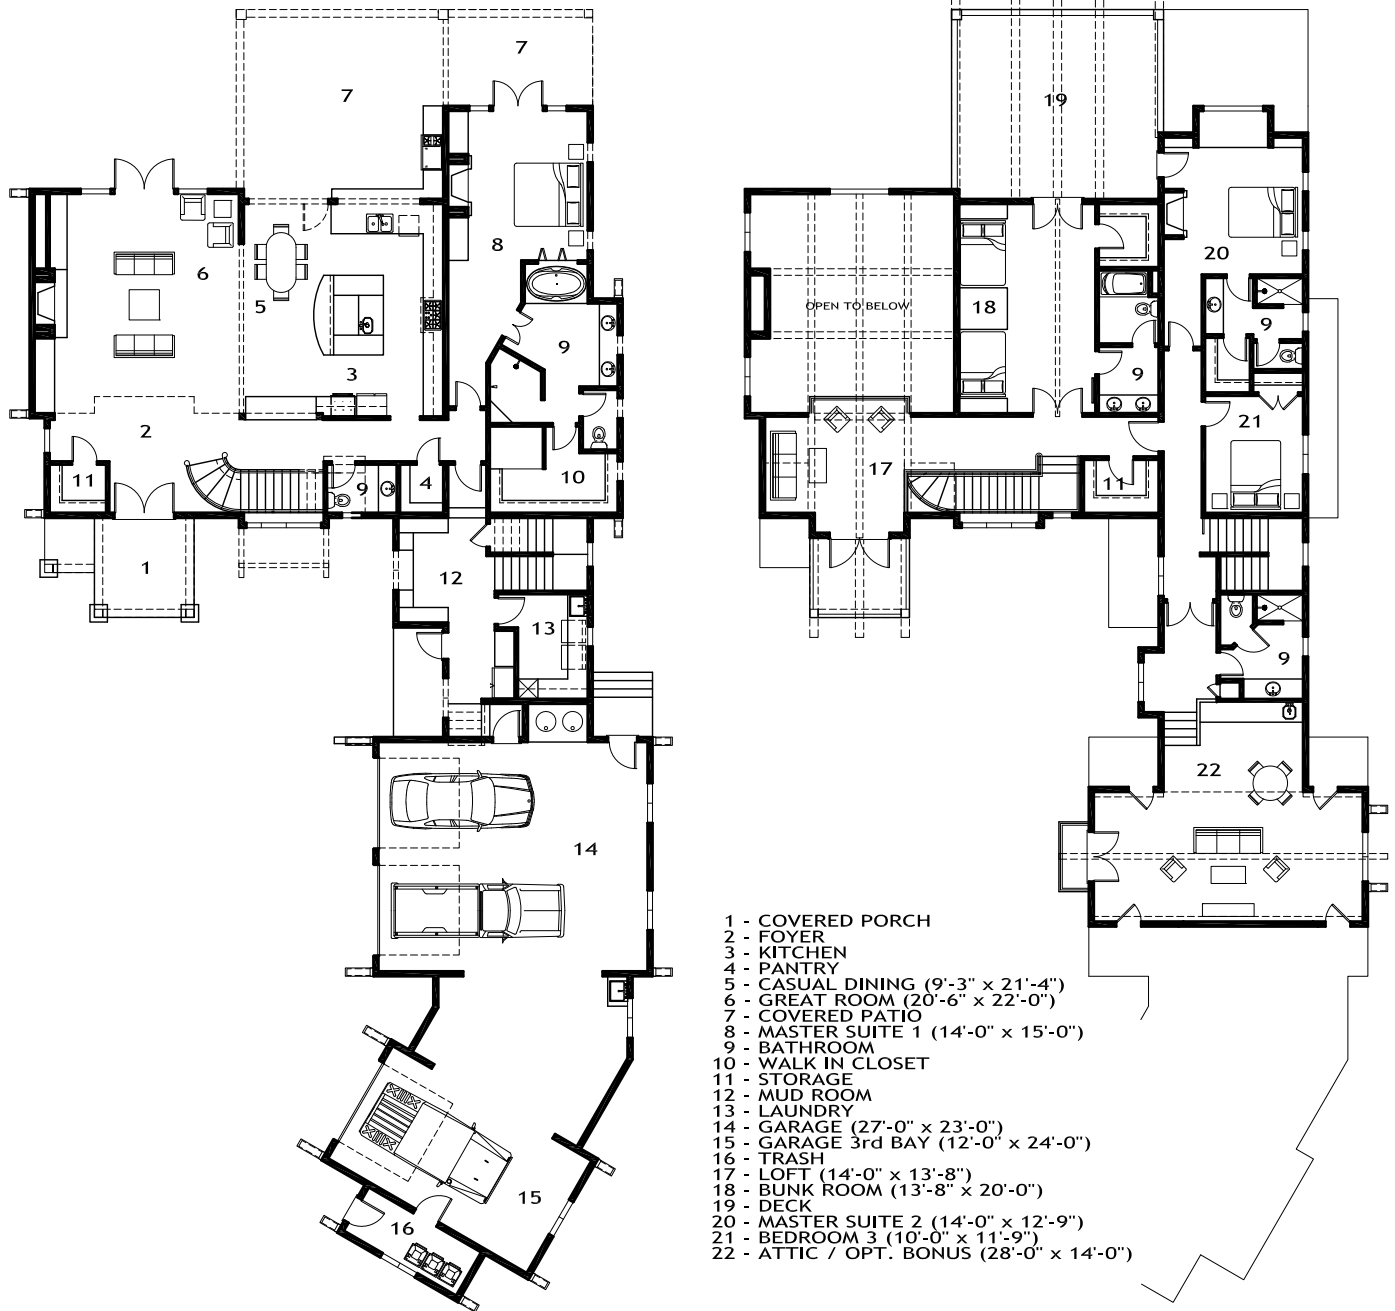 7
7
19
8
6
20
5
OPEN TO BELOW
18
9
9
3
9
2
21
17
11
9
4
10
11
1
12
13
9
22
14
1 - COVERED PORCH
2 - FOYER
3 - KITCHEN
4 - PANTRY
5 - CASUAL DINING (9'-3" x 21'-4")
6 - GREAT ROOM (20'-6" x 22'-0")
7 - COVERED PATIO
8 - MASTER SUITE 1 (14'-0" x 15'-0")
9 - BATHROOM
10 - WALK IN CLOSET
11 - STORAGE
12 - MUD ROOM
13 - LAUNDRY
14 - GARAGE (27'-0" x 23'-0")
15 - GARAGE 3rd BAY (12'-0" x 24'-0")
16 - TRASH
17 - LOFT (14'-0" x 13'-8")
18 - BUNK ROOM (13'-8" x 20'-0")
19 - DECK
20 - MASTER SUITE 2 (14'-0" x 12'-9")
21 - BEDROOM 3 (10'-0" x 11'-9")
22 - ATTIC / OPT. BONUS (28'-0" x 14'-0")
15
16